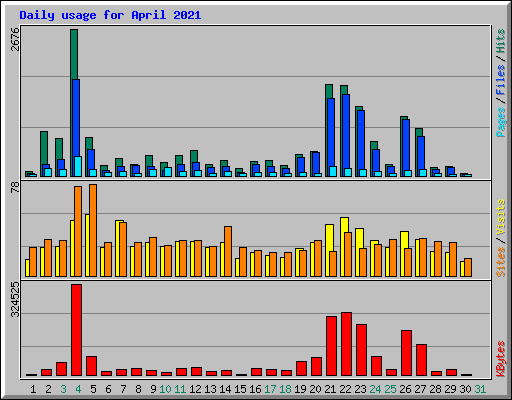 Daily usage for April 2021
2676
Pages / Files / Hits
78
Sites / Visits
324525
KBytes
1 2 3 4 5 6 7 8 9 10 11 12 13 14 15 16 17 18 19 20 21 22 23 24 25 26 27 28 29 30 31